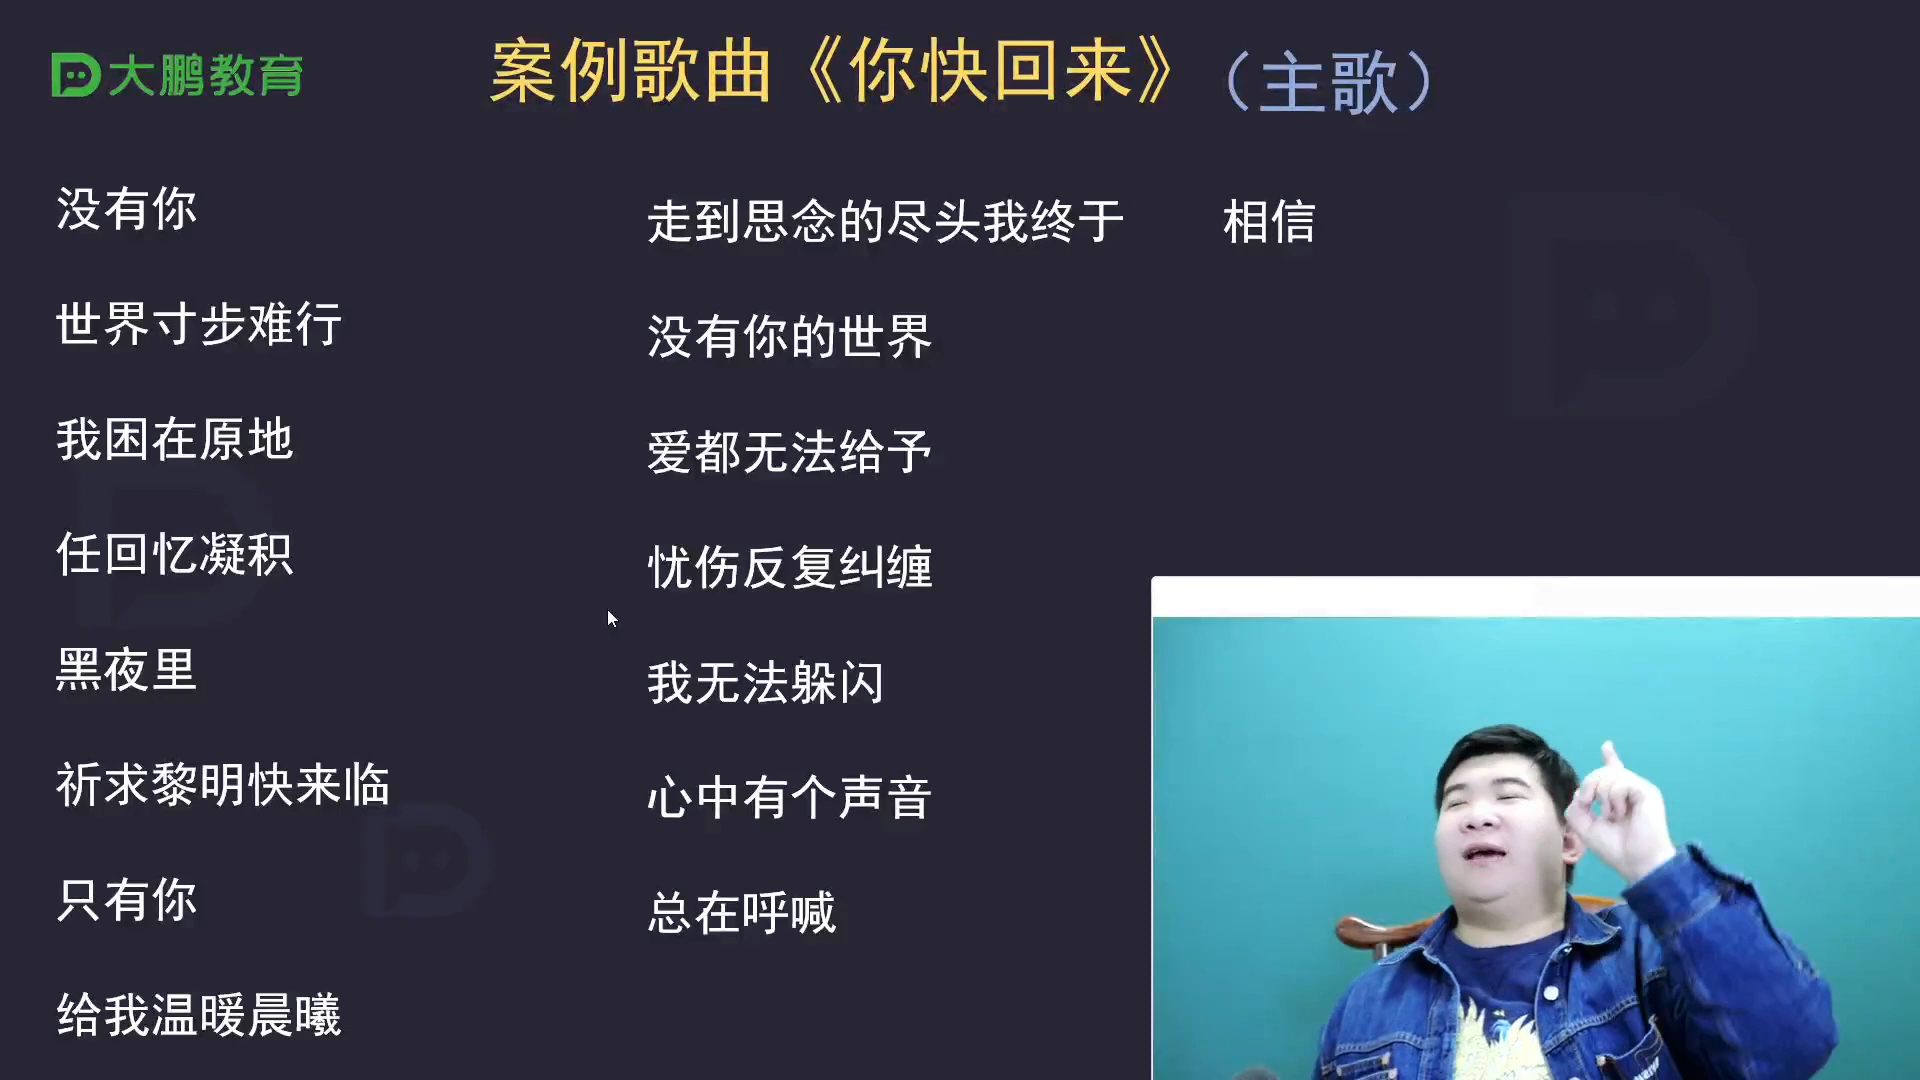 大鹏教育
案例歌曲《你快回来》（主歌）
没有你
世界寸步难行
我困在原地
任回忆凝积
黑夜里
祈求黎明快来临
只有你
给我温暖晨曦
走到思念的尽头我终于 相信
没有你的世界
爱都无法给予
忧伤反复纠缠
我无法躲闪
心中有个声音
总在呼喊